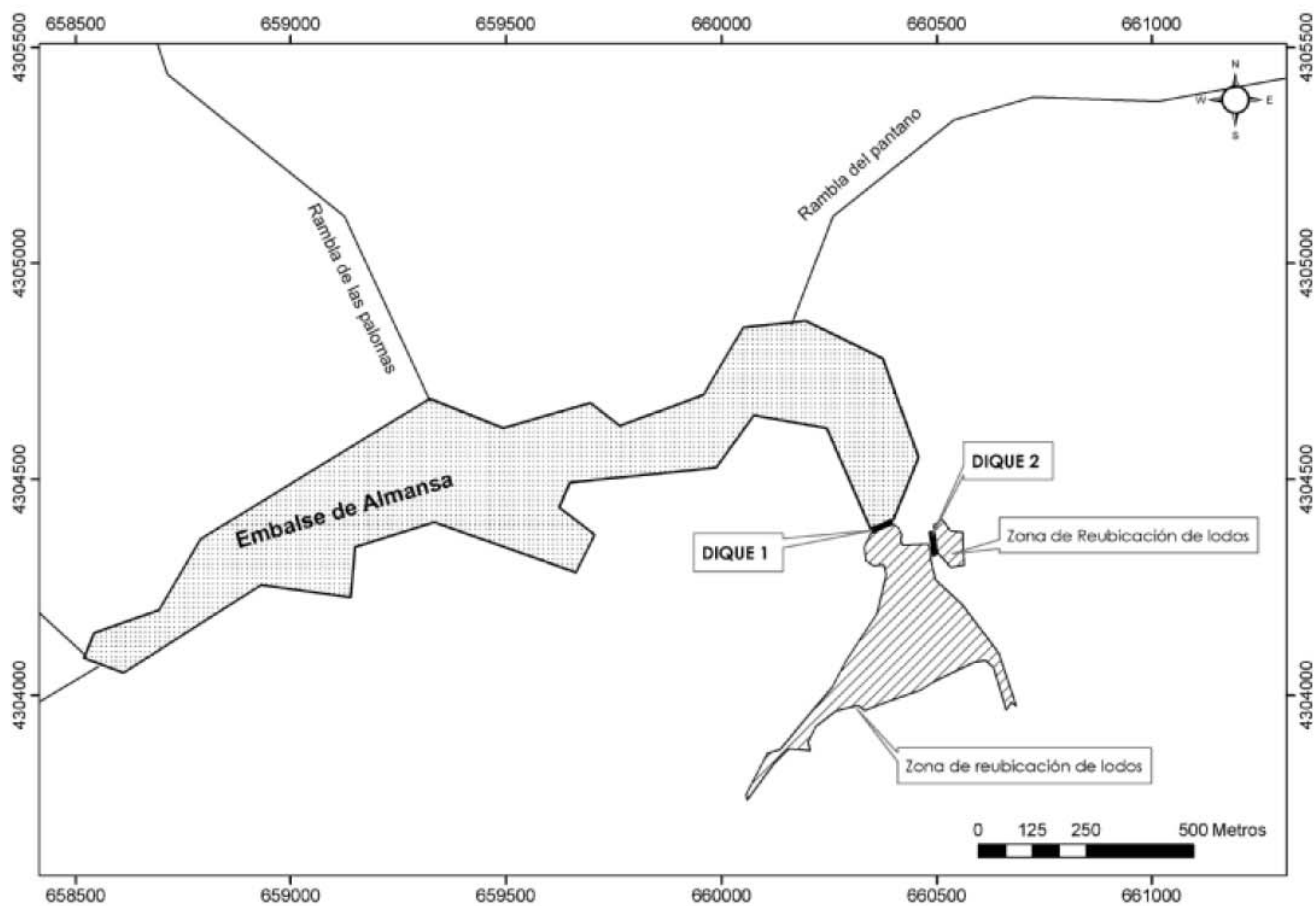 658500 659000 659500 660000 660500 661000
4305500
4305500
N
W E
S
Rambla del pantano
Rambla de las palomas
4305000
4305000
4304500
4304500
Embalse de Almansa
DIQUE 2
Zona de Reubicación de lodos
DIQUE 1
4304000
4304000
Zona de reubicación de lodos
0 125 250 500 Metros
658500 659000 659500 660000 660500 661000